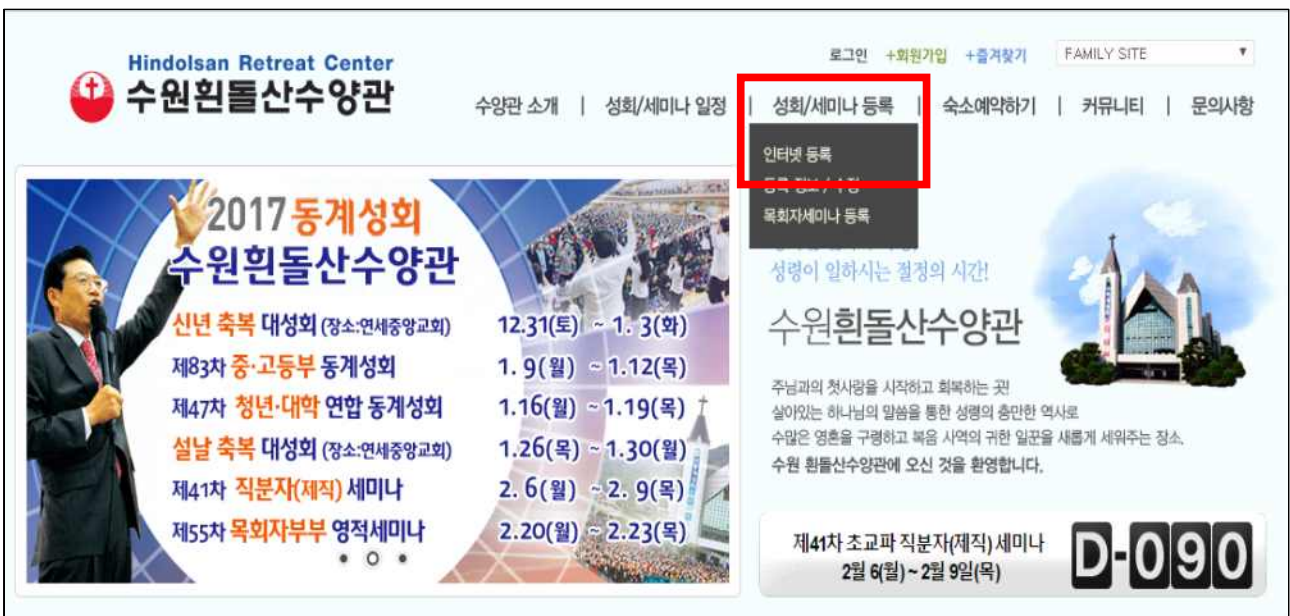 로그인 +회원가입 +즐겨찾기 FAMILY SITE
Hindolsan Retreat Center
수원흰돌산수양관
수양관 소개 | 성회/세미나 일정 | 성회/세미나 등록 | 숙소예약하기 | 커뮤니티 | 문의사항
인터넷 등록
등록 정보 / 수정
목회자세미나 등록
2017 동계성회
수원흰돌산수양관
신년 축복 대성회 (장소:연세중앙교회) 12.31(토) ~ 1. 3(화)
제83차 중·고등부 동계성회 1. 9(월) ~ 1.12(목)
제47차 청년·대학 연합 동계성회 1.16(월) ~ 1.19(목)
설날 축복 대성회 (장소:연세중앙교회) 1.26(목) ~ 1.30(월)
제41차 직분자(제직) 세미나 2. 6(월) ~ 2. 9(목)
제55차 목회자부부 영적세미나 2.20(월) ~ 2.23(목)
성령이 일하시는 절정의 시간!
수원흰돌산수양관
주님과의 첫사랑을 시작하고 회복하는 곳!
살아있는 하나님의 말씀을 통한 성령의 충만한 역사로
수많은 영혼을 구령하고 복음 사역의 귀한 일꾼을 새롭게 세워주는 장소.
수원 흰돌산수양관에 오신 것을 환영합니다.
제41차 초교파 직분자(제직) 세미나
2월 6(월) ~ 2월 9일(목)
D-090